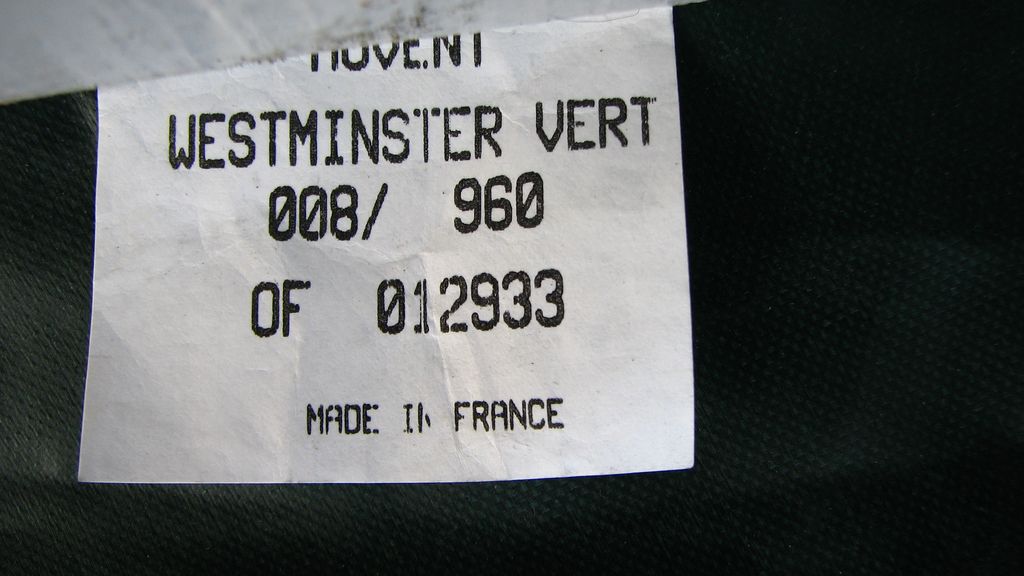 WESTMINSTER VERT
008/ 960
OF 012933
MADE IN FRANCE